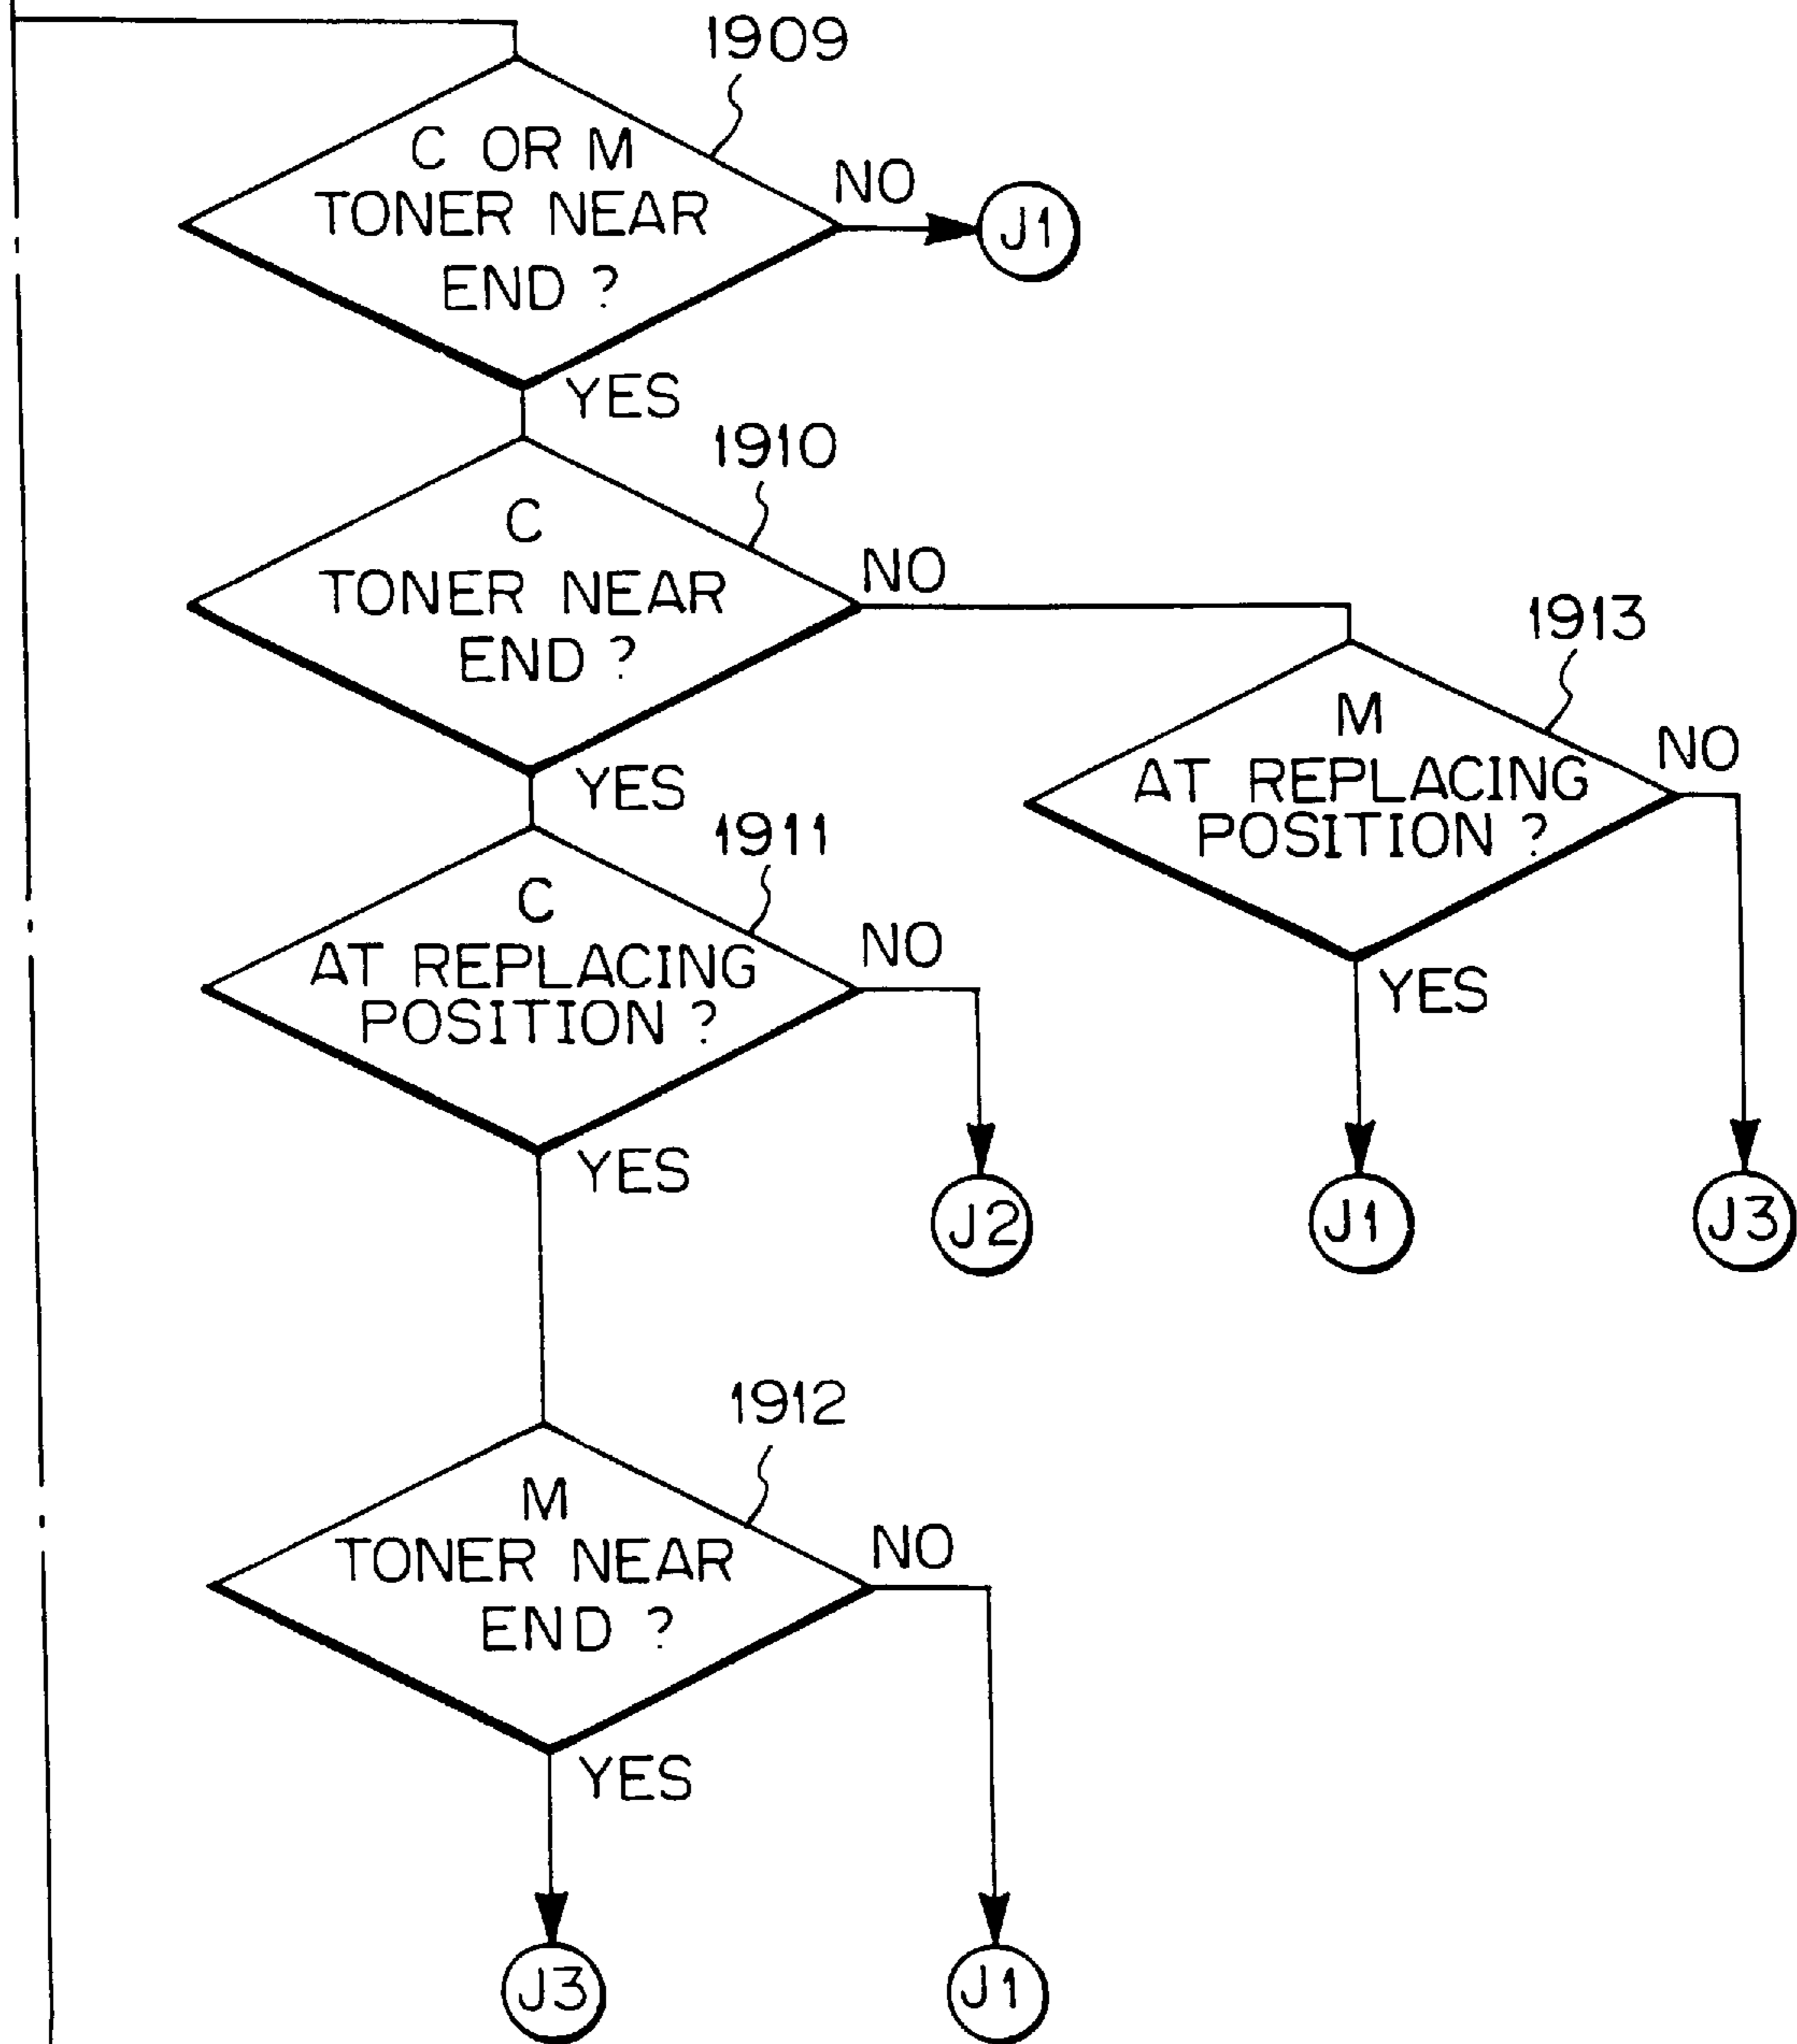 1909
C OR M
TONER NEAR
END ?
NO
J1
YES
1910
C
TONER NEAR
END ?
NO
YES
1913
M
AT REPLACING
POSITION ?
NO
YES
1911
C
AT REPLACING
POSITION ?
NO
YES
J2
J1
J3
1912
M
TONER NEAR
END ?
NO
YES
J3
J1